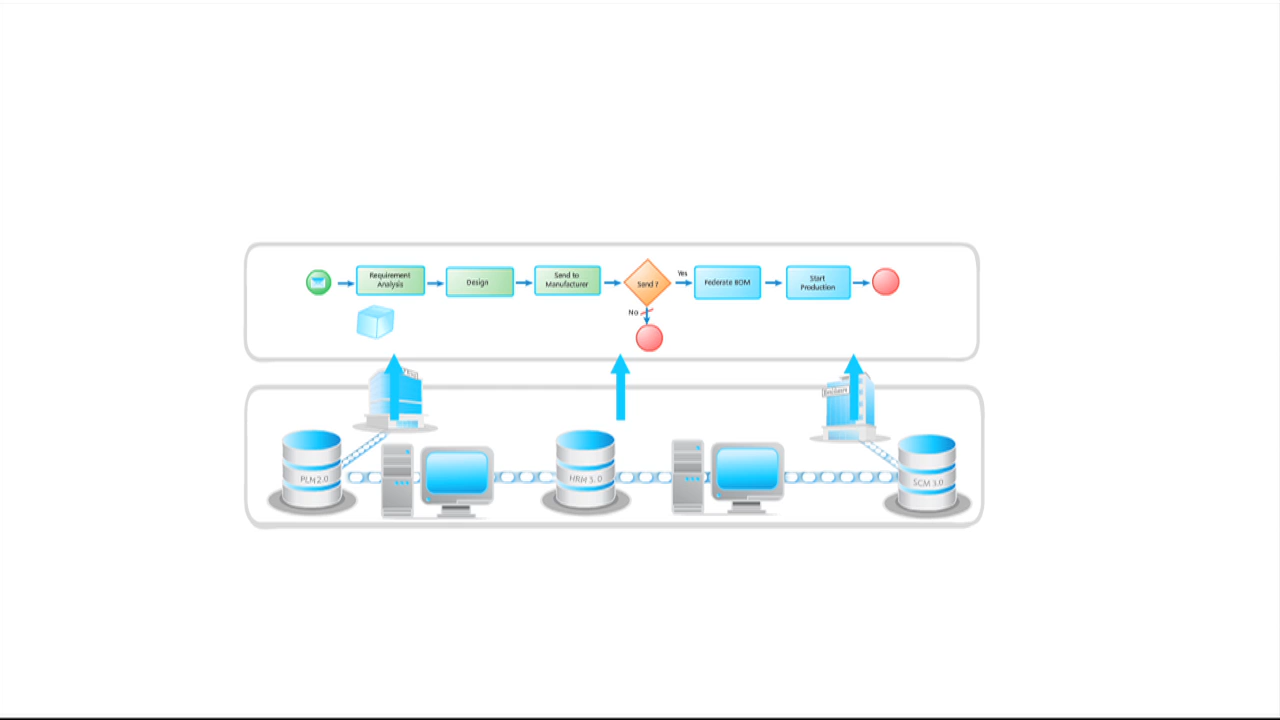 Requirement
Analysis
Design
Send to
Manufacturer
Send ?
Yes
No
Federate BOM
Start
Production
PLM 2.0
HRM 5.0
SCM 3.0